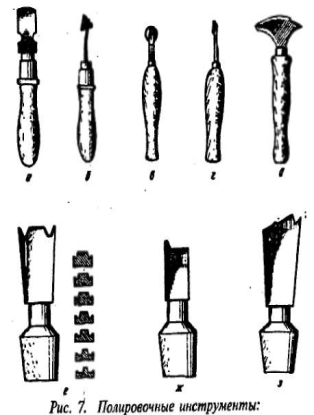 а б в г д
е ж з
Рис. 7. Полировочные инструменты: